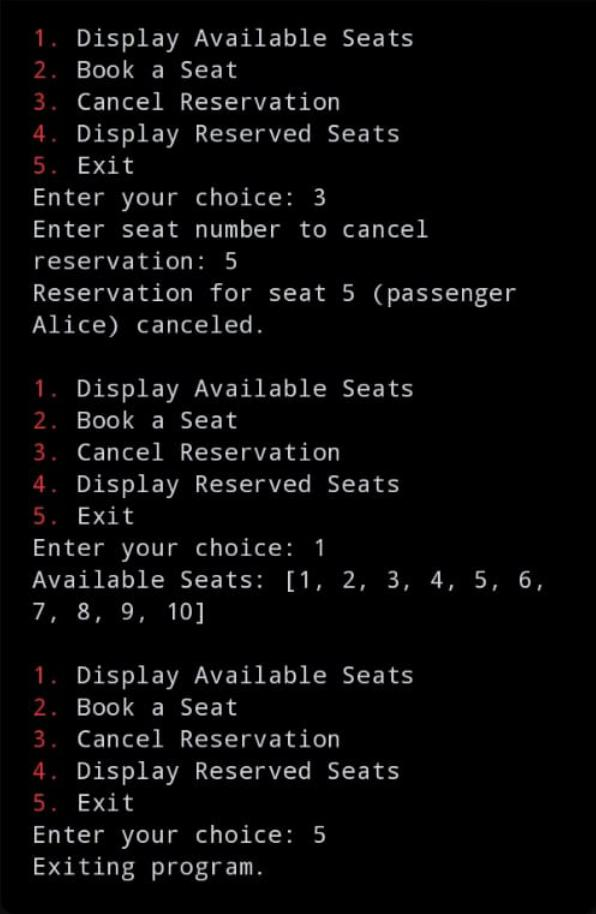 1. Display Available Seats
2. Book a Seat
3. Cancel Reservation
4. Display Reserved Seats
5. Exit
Enter your choice: 3
Enter seat number to cancel
reservation: 5
Reservation for seat 5 (passenger
Alice) canceled.
1. Display Available Seats
2. Book a Seat
3. Cancel Reservation
4. Display Reserved Seats
5. Exit
Enter your choice: 1
Available Seats: [1, 2, 3, 4, 5, 6,
7, 8, 9, 10]
1. Display Available Seats
2. Book a Seat
3. Cancel Reservation
4. Display Reserved Seats
5. Exit
Enter your choice: 5
Exiting program.